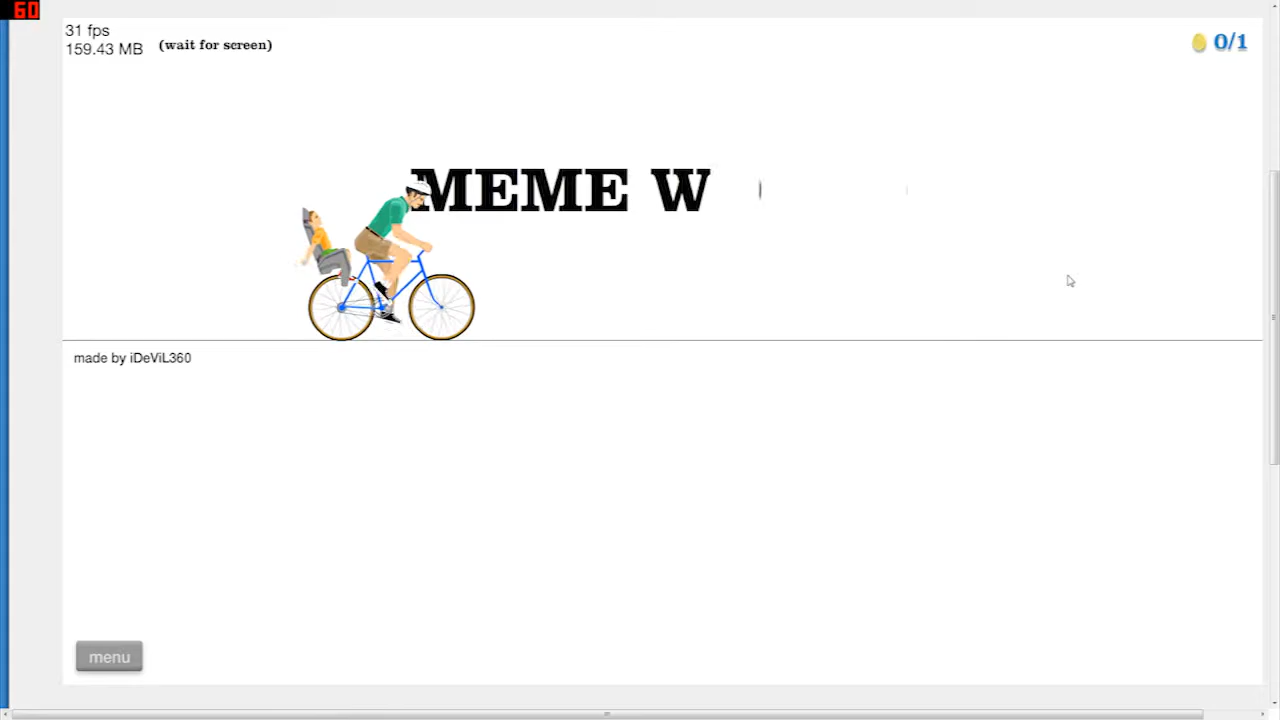 60
31 fps
159.43 MB
(wait for screen)
0/1
MEME W
made by iDeViL360
menu